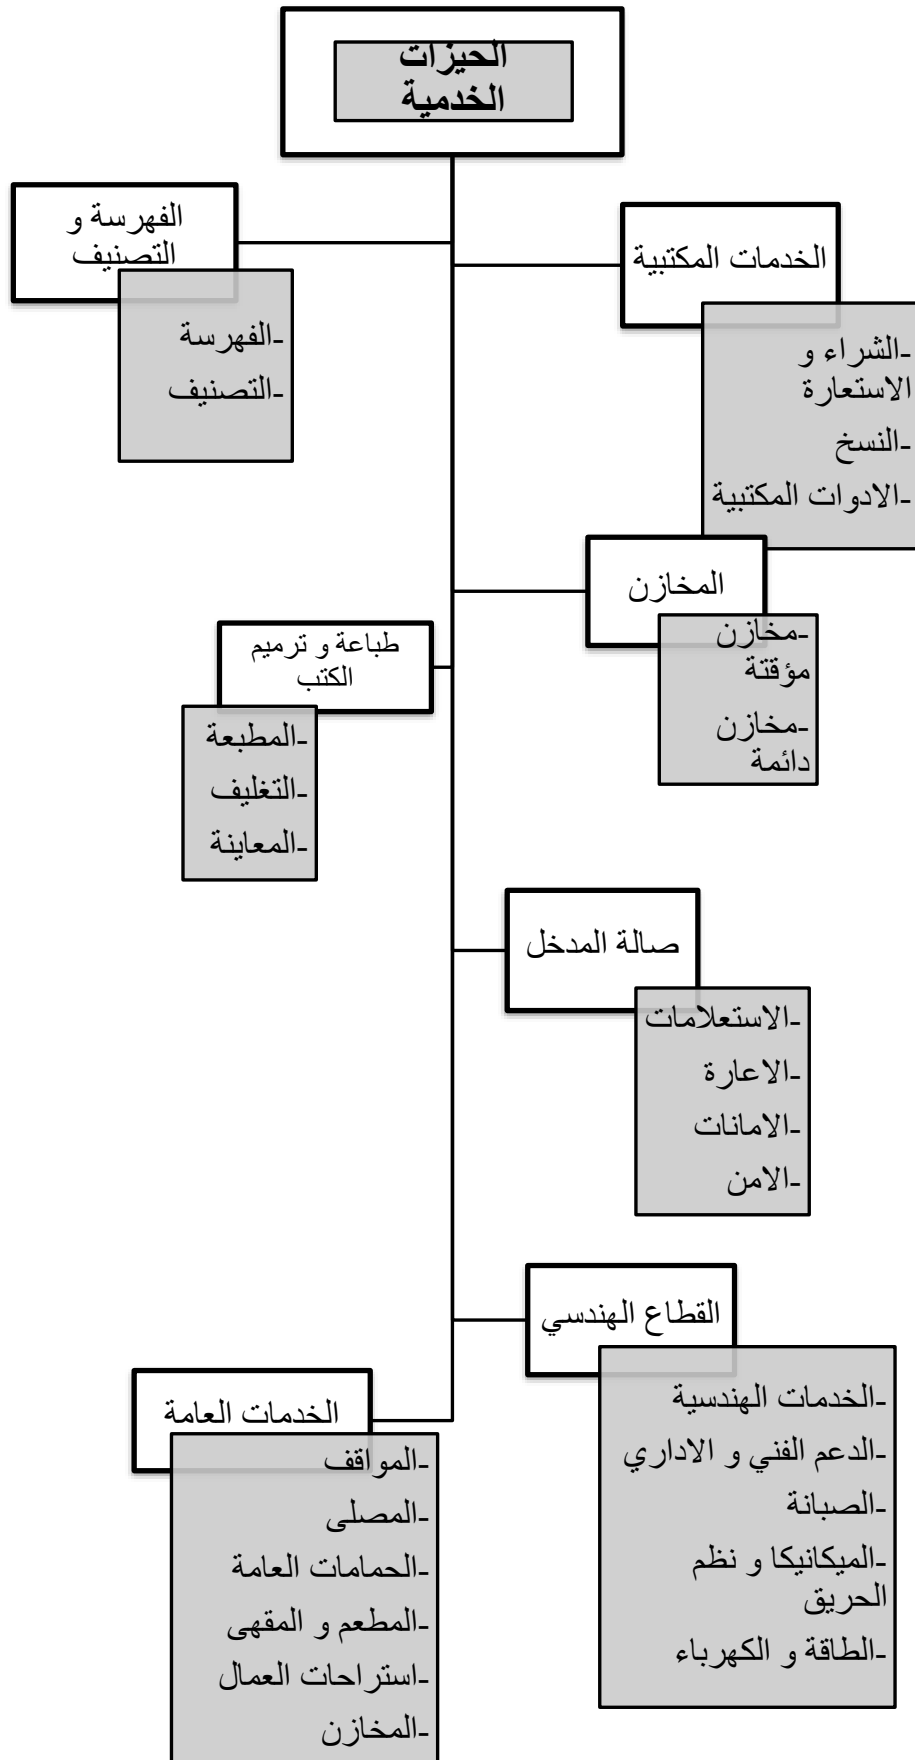 الحيزات
الخدمية
الفهرسة و
التصنيف
-الفهرسة
-التصنيف
الخدمات المكتبية
-الشراء و
الاستعارة
-النسخ
-الادوات المكتبية
المخازن
-مخازن
مؤقتة
-مخازن
دائمة
طباعة و ترميم
الكتب
-المطبعة
-التغليف
-المعاينة
صالة المدخل
-الاستعلامات
-الاعارة
-الامانات
-الامن
القطاع الهندسي
-الخدمات الهندسية
-الدعم الفني و الاداري
-الصبانة
-الميكانيكا و نظم
الحريق
-الطاقة و الكهرباء
الخدمات العامة
-المواقف
-المصلى
-الحمامات العامة
-المطعم و المقهى
-استراحات العمال
-المخازن